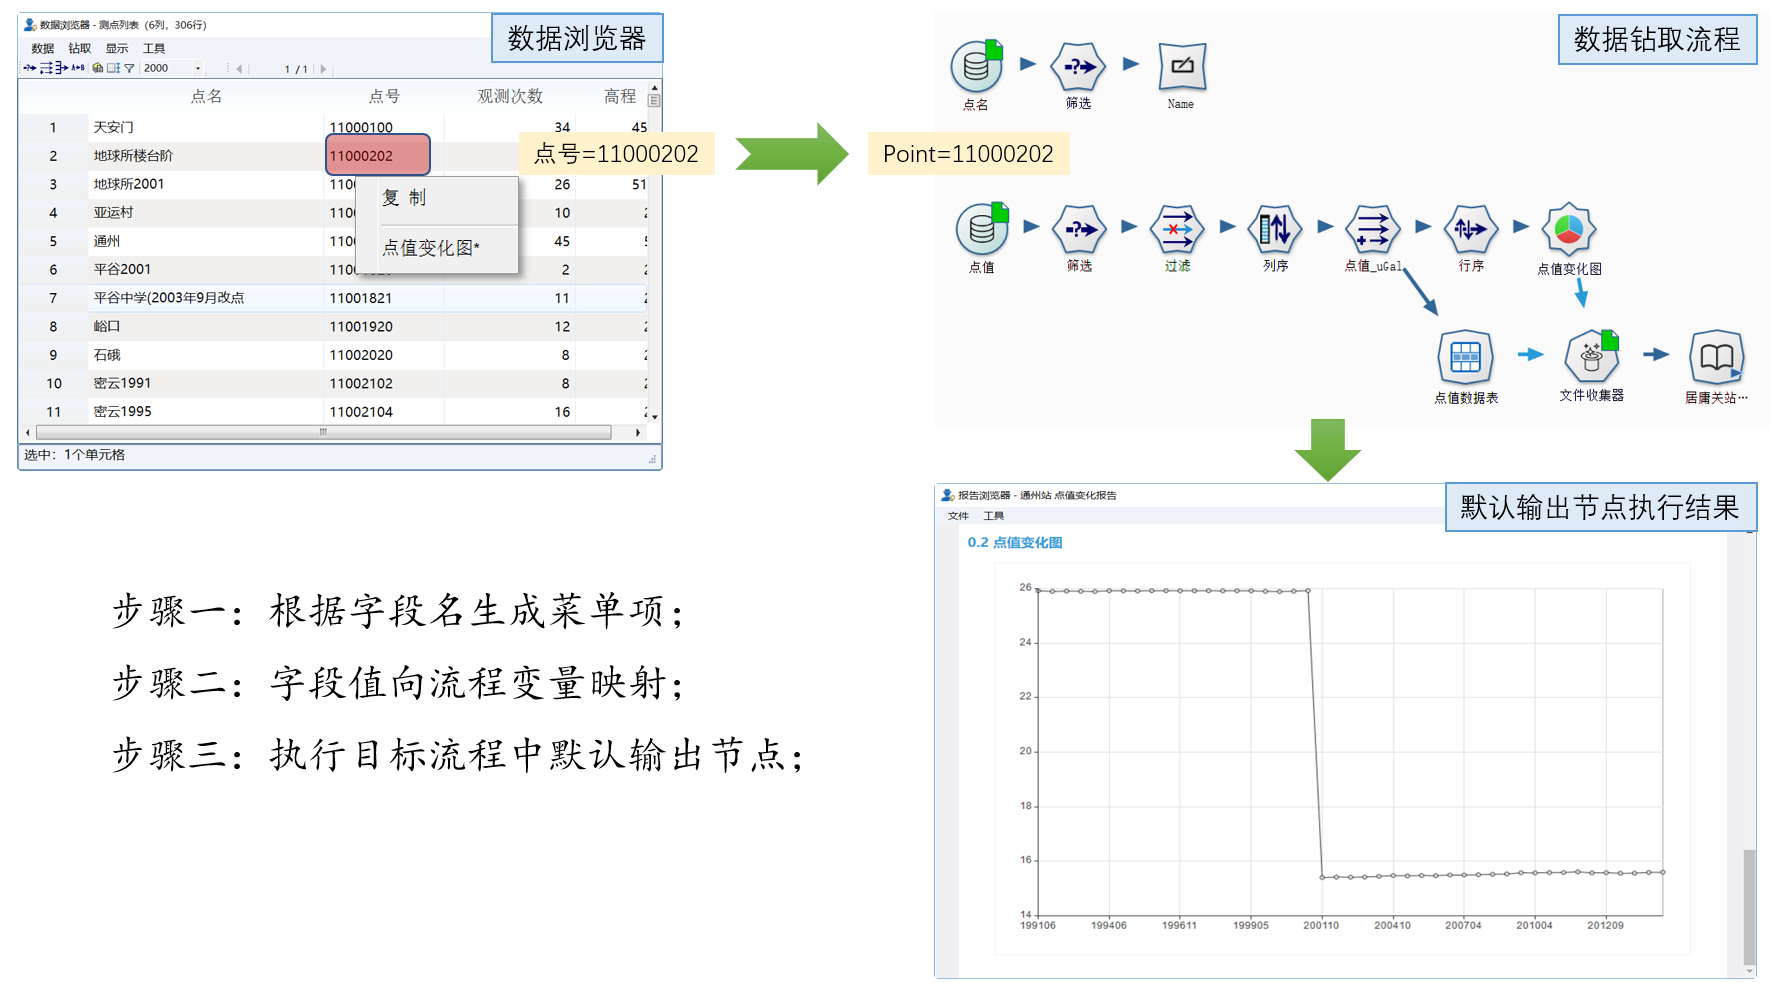 数据浏览器 - 测点列表 (6列，306行)
数据浏览器
数据 钻取 显示 工具
2000
1 / 1
点名 点号 观测次数 高程
1 天安门 11000100 34 45
2 地球所楼台阶 11000202
3 地球所2001 110 26 51
4 亚运村 110 10
5 通州 110 45
6 平谷2001 2
7 平谷中学(2003年9月改点 11001821 11
8 峪口 11001920 12
9 石硪 11002020 8
10 密云1991 11002102 8
11 密云1995 11002104 16
复 制
点值变化图*
选中：1个单元格
点号=11000202
Point=11000202
数据钻取流程
点名
筛选
Name
点值
筛选
过滤
列序
点值_uGal
行序
点值变化图
点值数据表
文件收集器
居庸关站…
步骤一：根据字段名生成菜单项；
步骤二：字段值向流程变量映射；
步骤三：执行目标流程中默认输出节点；
报告浏览器 - 通州站 点值变化报告
默认输出节点执行结果
文件 工具
0.2 点值变化图
26
24
22
20
18
16
14
199106 199406 199611 199905 200110 200410 200704 201004 201209